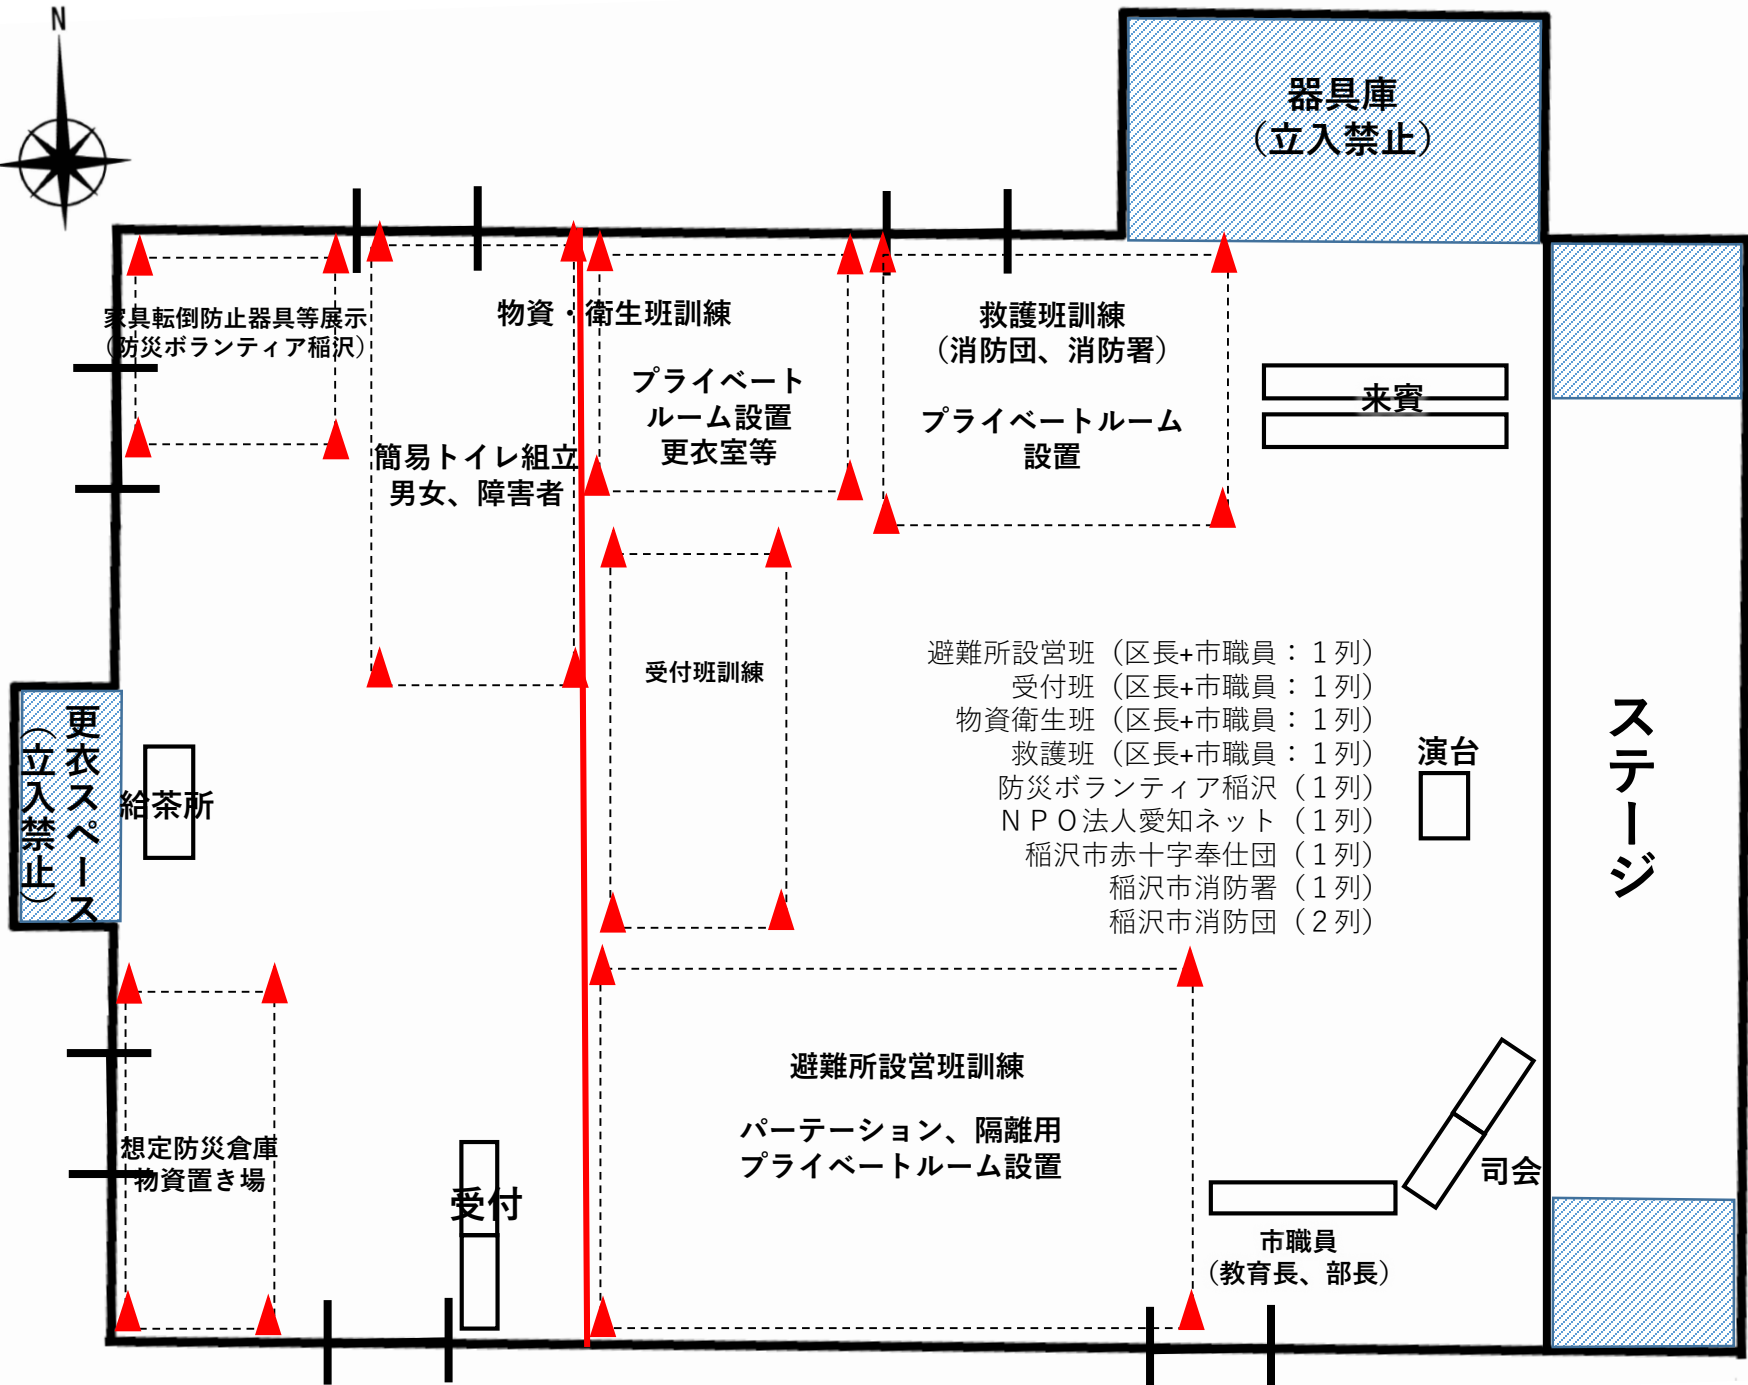 N
器具庫
（立入禁止）
家具転倒防止器具等展示
（防災ボランティア稲沢）
物資・衛生班訓練
プライベート
ルーム設置
更衣室等
簡易トイレ組立
男女、障害者
救護班訓練
（消防団、消防署）
プライベートルーム
設置
来賓
受付班訓練
避難所設営班（区長+市職員：１列）
受付班（区長+市職員：１列）
物資衛生班（区長+市職員：１列）
救護班（区長+市職員：１列）
防災ボランティア稲沢（１列）
ＮＰＯ法人愛知ネット（１列）
稲沢市赤十字奉仕団（１列）
稲沢市消防署（１列）
稲沢市消防団（２列）
演台
ステージ
更衣スペース
（立入禁止）
給茶所
避難所設営班訓練
パーテーション、隔離用
プライベートルーム設置
想定防災倉庫
物資置き場
受付
司会
市職員
（教育長、部長）